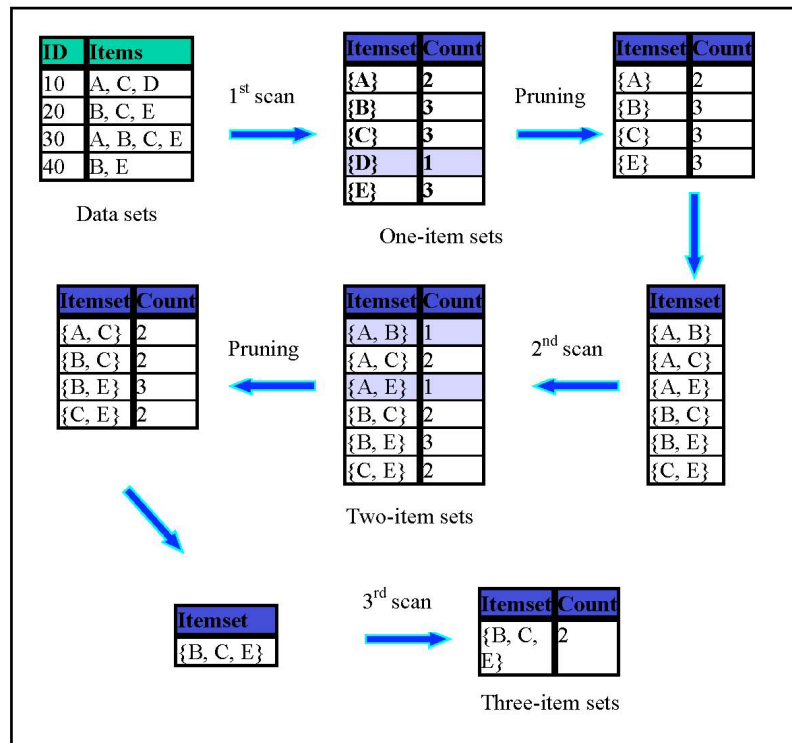 ID Items
10 A, C, D
20 B, C, E
30 A, B, C, E
40 B, E
Data sets
1st scan
Itemset Count
{A} 2
{B} 3
{C} 3
{D} 1
{E} 3
One-item sets
Pruning
Itemset Count
{A} 2
{B} 3
{C} 3
{E} 3
Itemset
{A, B}
{A, C}
{A, E}
{B, C}
{B, E}
{C, E}
2nd scan
Itemset Count
{A, B} 1
{A, C} 2
{A, E} 1
{B, C} 2
{B, E} 3
{C, E} 2
Two-item sets
Pruning
Itemset Count
{A, C} 2
{B, C} 2
{B, E} 3
{C, E} 2
Itemset
{B, C, E}
3rd scan
Itemset Count
{B, C, 2
E}
Three-item sets